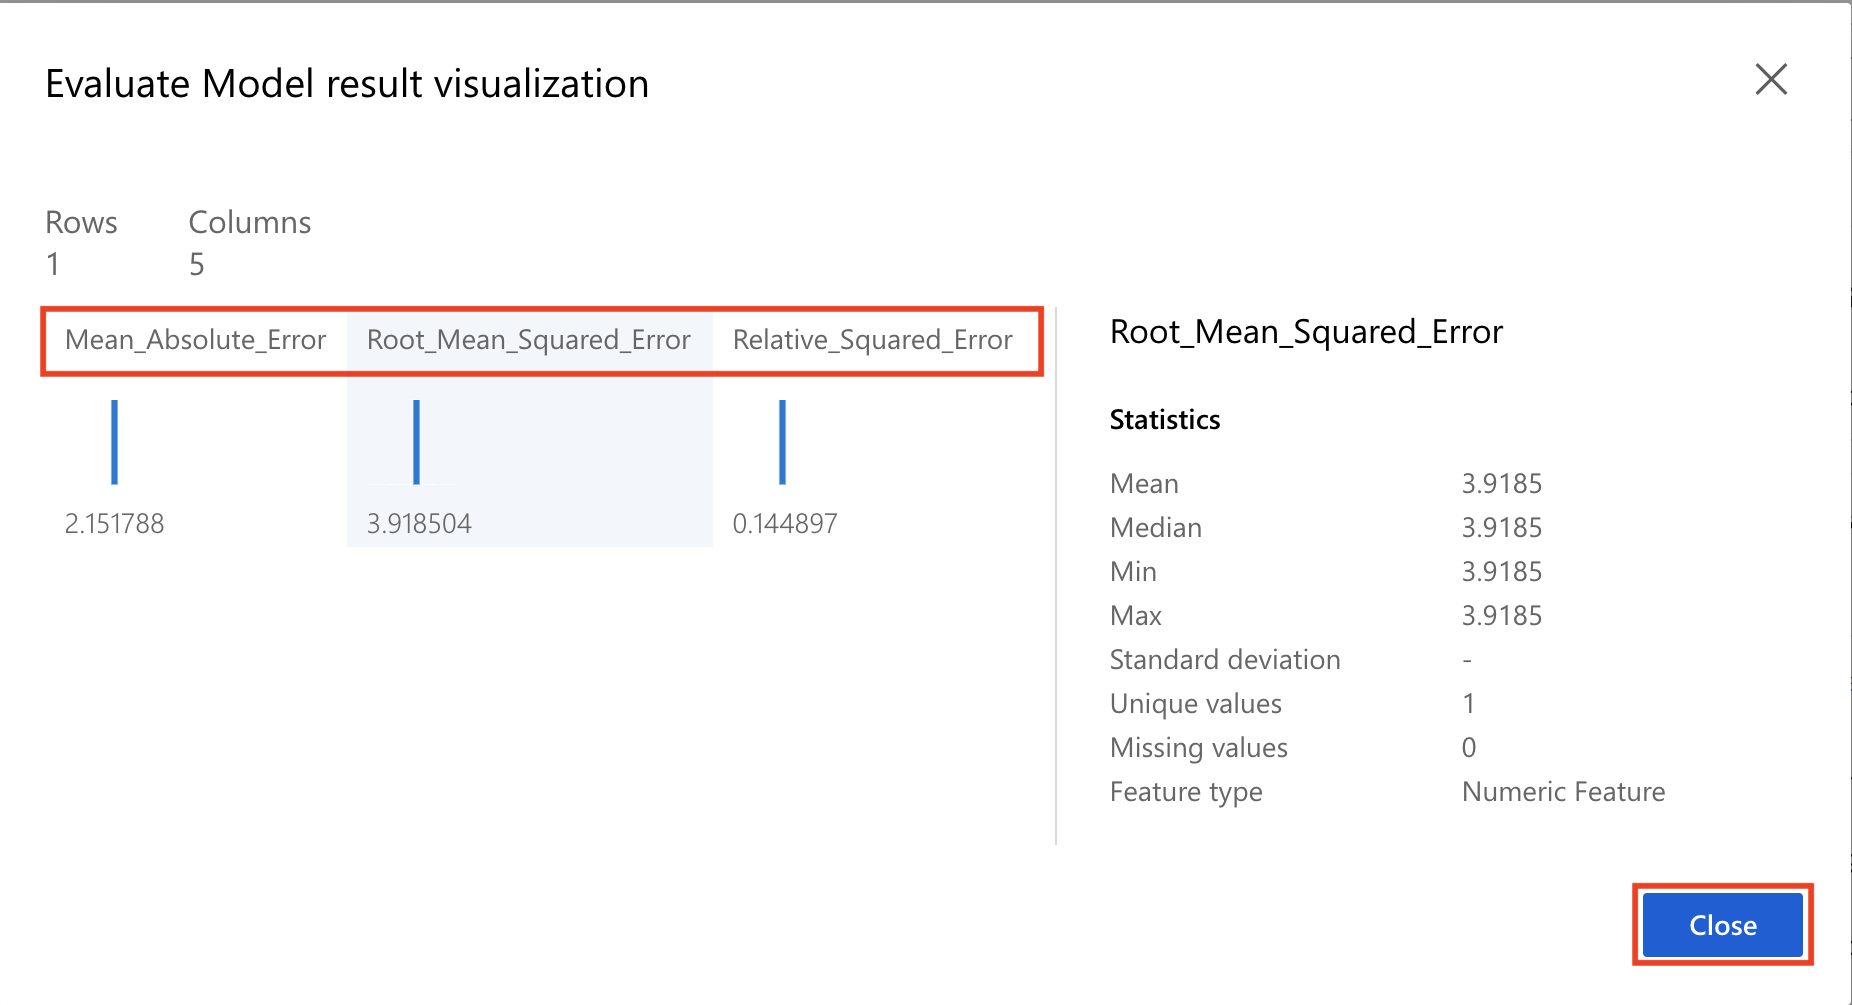 Evaluate Model result visualization
Rows Columns
1 5
Mean_Absolute_Error Root_Mean_Squared_Error Relative_Squared_Error
2.151788 3.918504 0.144897
Root_Mean_Squared_Error
Statistics
Mean 3.9185
Median 3.9185
Min 3.9185
Max 3.9185
Standard deviation -
Unique values 1
Missing values 0
Feature type Numeric Feature
Close